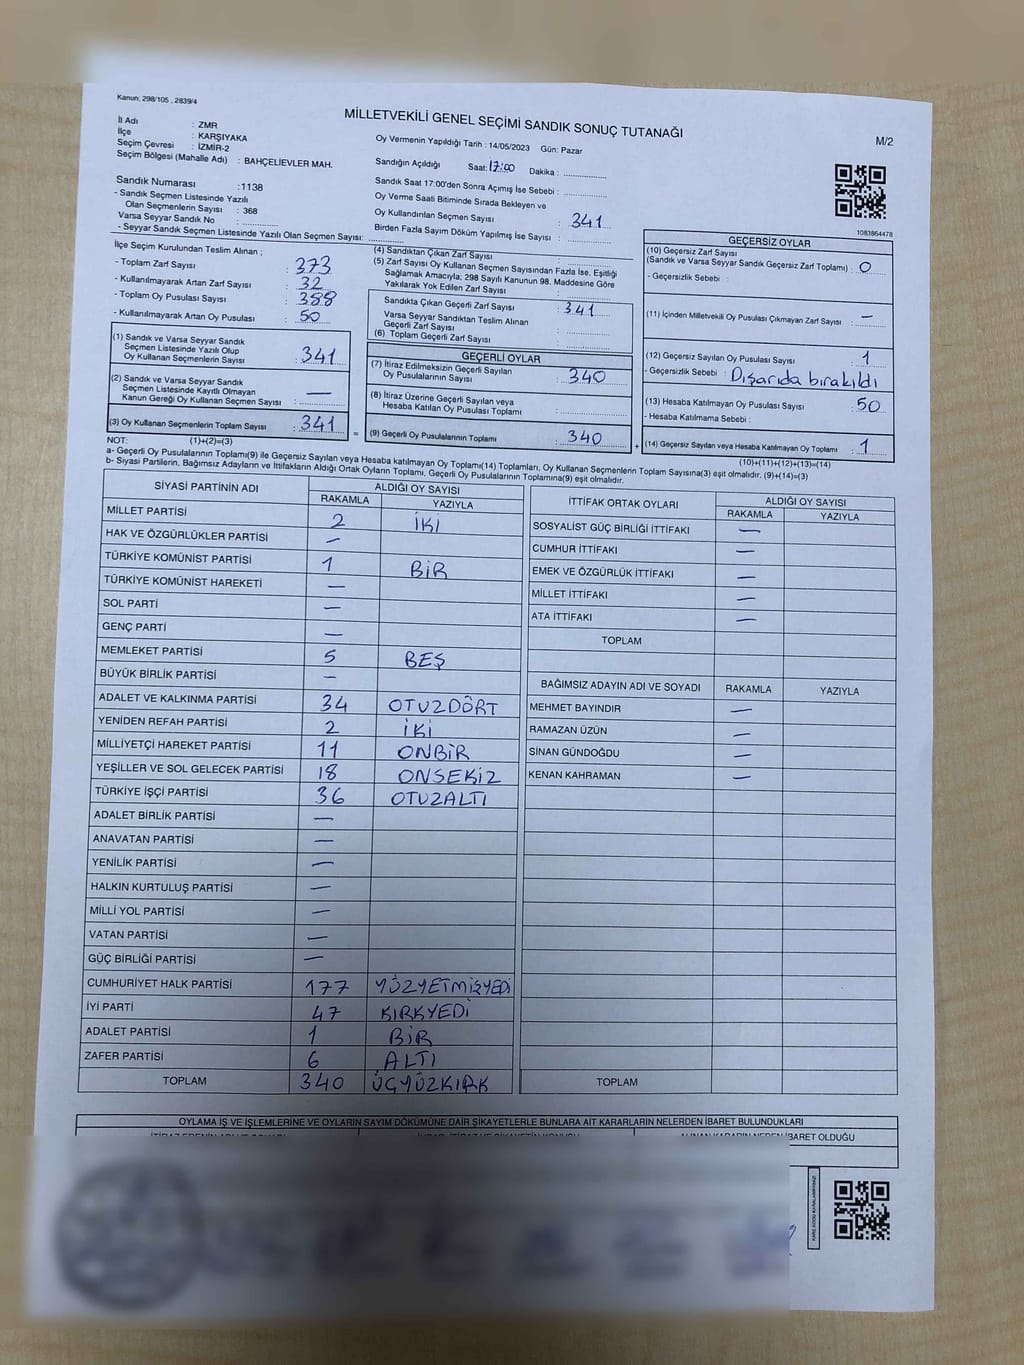 Kanun; 298/105 , 2839/4
MİLLETVEKİLİ GENEL SEÇİMİ SANDIK SONUÇ TUTANAĞI
M/2
İl Adı : ZMR
İlçe : KARŞIYAKA
Seçim Çevresi : İZMİR-2
Seçim Bölgesi (Mahalle Adı) : BAHÇELİEVLER MAH.
Oy Vermenin Yapıldığı Tarih : 14/05/2023 Gün: Pazar
Sandığın Açıldığı Saat: 17:00 Dakika :
Sandık Saat 17:00'den Sonra Açımış İse Sebebi :
Oy Verme Saati Bitiminde Sırada Bekleyen ve
Oy Kullandırılan Seçmen Sayısı : 341
Birden Fazla Sayım Döküm Yapılmış İse Sayısı :
Sandık Numarası :1138
- Sandık Seçmen Listesinde Yazılı
Olan Seçmenlerin Sayısı : 368
Varsa Seyyar Sandık No :
- Seyyar Sandık Seçmen Listesinde Yazılı Olan Seçmen Sayısı:
İlçe Seçim Kurulundan Teslim Alınan ;
- Toplam Zarf Sayısı : 373
- Kullanılmayarak Artan Zarf Sayısı : 32
- Toplam Oy Pusulası Sayısı : 388
- Kullanılmayarak Artan Oy Pusulası : 50
(1) Sandık ve Varsa Seyyar Sandık
Seçmen Listesinde Yazılı Olup
Oy Kullanan Seçmenlerin Sayısı : 341
(2) Sandık ve Varsa Seyyar Sandık
Seçmen Listesinde Kayıtlı Olmayan
Kanun Gereği Oy Kullanan Seçmen Sayısı : —
(3) Oy Kullanan Seçmenlerin Toplam Sayısı : 341
(4) Sandıktan Çıkan Zarf Sayısı :
(5) Zarf Sayısı Oy Kullanan Seçmen Sayısından Fazla İse, Eşitliği
Sağlamak Amacıyla; 298 Sayılı Kanunun 98. Maddesine Göre
Yakılarak Yok Edilen Zarf Sayısı :
Sandıkta Çıkan Geçerli Zarf Sayısı : 341
Varsa Seyyar Sandıktan Teslim Alınan
Geçerli Zarf Sayısı :
(6) Toplam Geçerli Zarf Sayısı :
GEÇERLİ OYLAR
(7) İtiraz Edilmeksizin Geçerli Sayılan
Oy Pusulalarının Sayısı : 340
(8) İtiraz Üzerine Geçerli Sayılan veya
Hesaba Katılan Oy Pusulası Toplamı :
= (9) Geçerli Oy Pusulalarının Toplamı : 340
1083864478
GEÇERSİZ OYLAR
(10) Geçersiz Zarf Sayısı
(Sandık ve Varsa Seyyar Sandık Geçersiz Zarf Toplamı) : 0
- Geçersizlik Sebebi :
(11) İçinden Milletvekili Oy Pusulası Çıkmayan Zarf Sayısı : —
(12) Geçersiz Sayılan Oy Pusulası Sayısı : 1
- Geçersizlik Sebebi : Dışarıda bırakıldı
(13) Hesaba Katılmayan Oy Pusulası Sayısı : 50
- Hesaba Katılmama Sebebi :
+ (14) Geçersiz Sayılan veya Hesaba Katılmayan Oy Toplamı : 1
NOT: (1)+(2)=(3)
(10)+(11)+(12)+(13)=(14)
a- Geçerli Oy Pusulalarının Toplamı(9) ile Geçersiz Sayılan veya Hesaba katılmayan Oy Toplamı(14) Toplamları, Oy Kullanan Seçmenlerin Toplam Sayısına(3) eşit olmalıdır. (9)+(14)=(3)
b- Siyasi Partilerin, Bağımsız Adayların ve İttifakların Aldığı Ortak Oyların Toplamı, Geçerli Oy Pusulalarının Toplamına(9) eşit olmalıdır.
SİYASİ PARTİNİN ADI ALDIĞI OY SAYISI
RAKAMLA YAZIYLA
MİLLET PARTİSİ 2 İKİ
HAK VE ÖZGÜRLÜKLER PARTİSİ —
TÜRKİYE KOMÜNİST PARTİSİ 1 BİR
TÜRKİYE KOMÜNİST HAREKETİ —
SOL PARTİ —
GENÇ PARTİ —
MEMLEKET PARTİSİ 5 BEŞ
BÜYÜK BİRLİK PARTİSİ —
ADALET VE KALKINMA PARTİSİ 34 OTUZDÖRT
YENİDEN REFAH PARTİSİ 2 İKİ
MİLLİYETÇİ HAREKET PARTİSİ 11 ONBİR
YEŞİLLER VE SOL GELECEK PARTİSİ 18 ONSEKİZ
TÜRKİYE İŞÇİ PARTİSİ 36 OTUZALTI
ADALET BİRLİK PARTİSİ —
ANAVATAN PARTİSİ —
YENİLİK PARTİSİ —
HALKIN KURTULUŞ PARTİSİ —
MİLLİ YOL PARTİSİ —
VATAN PARTİSİ —
GÜÇ BİRLİĞİ PARTİSİ —
CUMHURİYET HALK PARTİSİ 177 YÜZYETMİŞYEDİ
İYİ PARTİ 47 KIRKYEDİ
ADALET PARTİSİ 1 BİR
ZAFER PARTİSİ 6 ALTI
TOPLAM 340 ÜÇYÜZKIRK
İTTİFAK ORTAK OYLARI ALDIĞI OY SAYISI
RAKAMLA YAZIYLA
SOSYALİST GÜÇ BİRLİĞİ İTTİFAKI —
CUMHUR İTTİFAKI —
EMEK VE ÖZGÜRLÜK İTTİFAKI —
MİLLET İTTİFAKI —
ATA İTTİFAKI —
TOPLAM
BAĞIMSIZ ADAYIN ADI VE SOYADI RAKAMLA YAZIYLA
MEHMET BAYINDIR —
RAMAZAN ÜZÜN —
SİNAN GÜNDOĞDU —
KENAN KAHRAMAN —
TOPLAM
OYLAMA İŞ VE İŞLEMLERİNE VE OYLARIN SAYIM DÖKÜMÜNE DAİR ŞİKAYETLERLE BUNLARA AİT KARARLARIN NELERDEN İBARET BULUNDUKLARI
ALINAN KARARIN NEDEN İBARET OLDUĞU